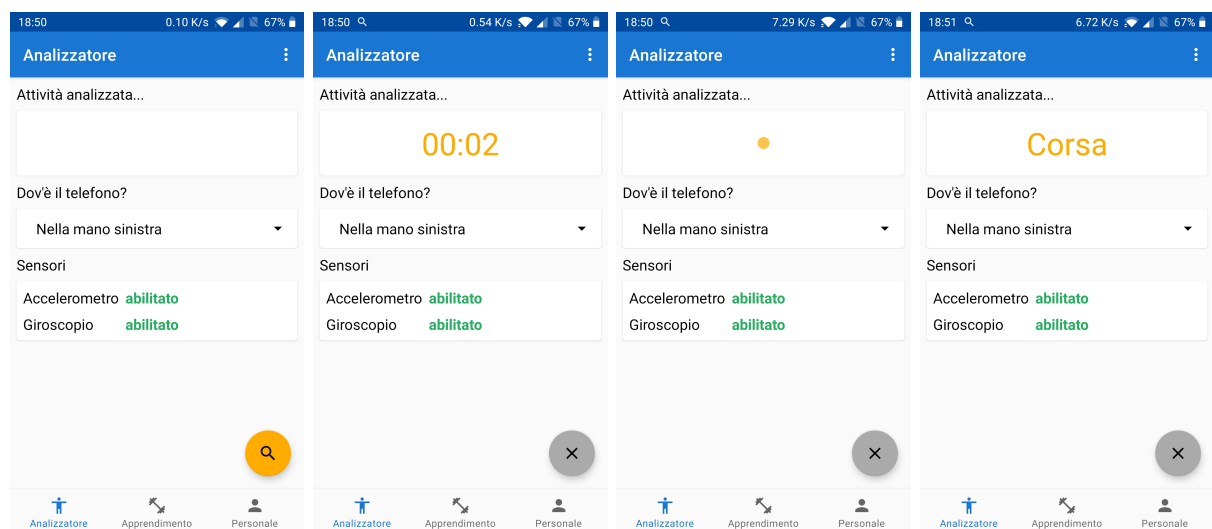 18:50 0.10 K/s 67%
Analizzatore
Attività analizzata...
Dov'è il telefono?
Nella mano sinistra
Sensori
Accelerometro abilitato
Giroscopio abilitato
Analizzatore Apprendimento Personale
18:50 0.54 K/s 67%
Analizzatore
Attività analizzata...
00:02
Dov'è il telefono?
Nella mano sinistra
Sensori
Accelerometro abilitato
Giroscopio abilitato
Analizzatore Apprendimento Personale
18:50 7.29 K/s 67%
Analizzatore
Attività analizzata...
Dov'è il telefono?
Nella mano sinistra
Sensori
Accelerometro abilitato
Giroscopio abilitato
Analizzatore Apprendimento Personale
18:51 6.72 K/s 67%
Analizzatore
Attività analizzata...
Corsa
Dov'è il telefono?
Nella mano sinistra
Sensori
Accelerometro abilitato
Giroscopio abilitato
Analizzatore Apprendimento Personale